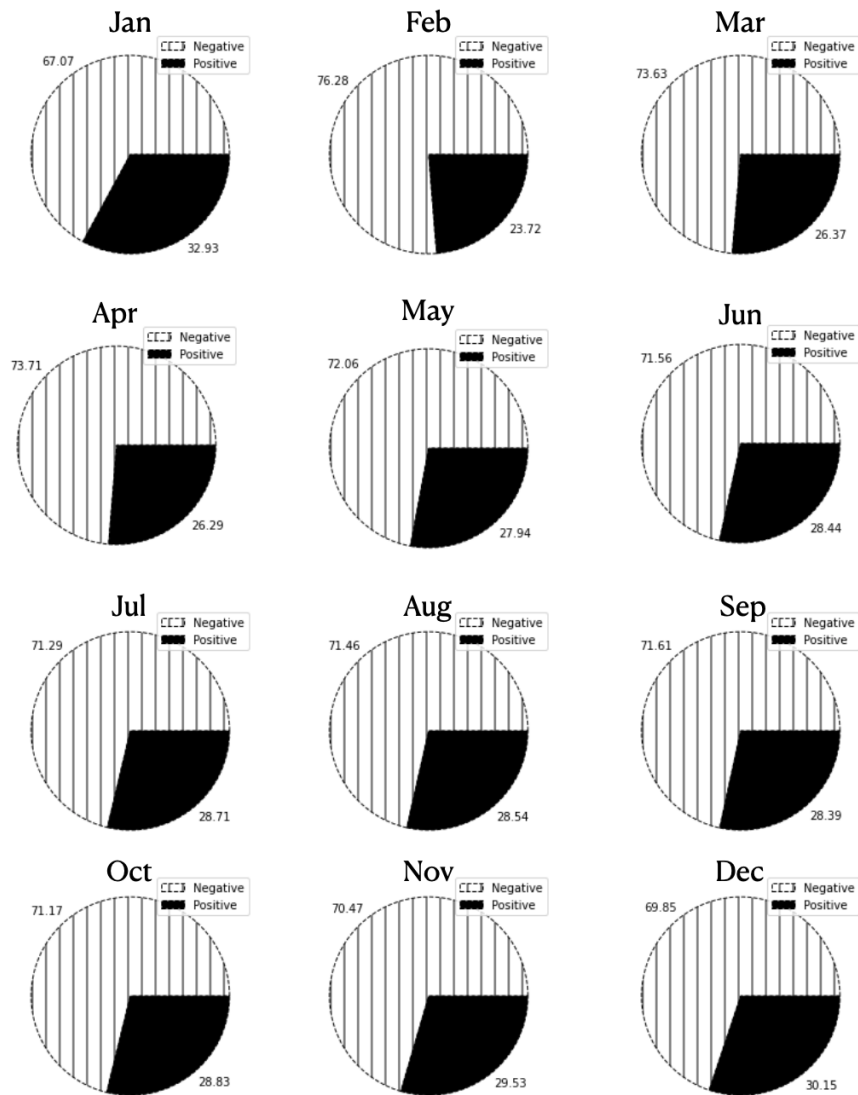 Jan
Negative
Positive
67.07
32.93
Feb
Negative
Positive
76.28
23.72
Mar
Negative
Positive
73.63
26.37
Apr
Negative
Positive
73.71
26.29
May
Negative
Positive
72.06
27.94
Jun
Negative
Positive
71.56
28.44
Jul
Negative
Positive
71.29
28.71
Aug
Negative
Positive
71.46
28.54
Sep
Negative
Positive
71.61
28.39
Oct
Negative
Positive
71.17
28.83
Nov
Negative
Positive
70.47
29.53
Dec
Negative
Positive
69.85
30.15